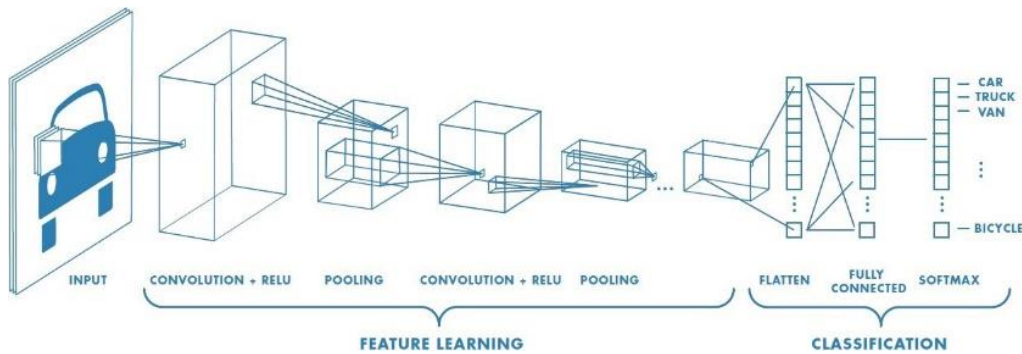 CAR
TRUCK
VAN
BICYCLE
INPUT
CONVOLUTION + RELU
POOLING
CONVOLUTION + RELU
POOLING
FLATTEN
FULLY
CONNECTED
SOFTMAX
FEATURE LEARNING
CLASSIFICATION